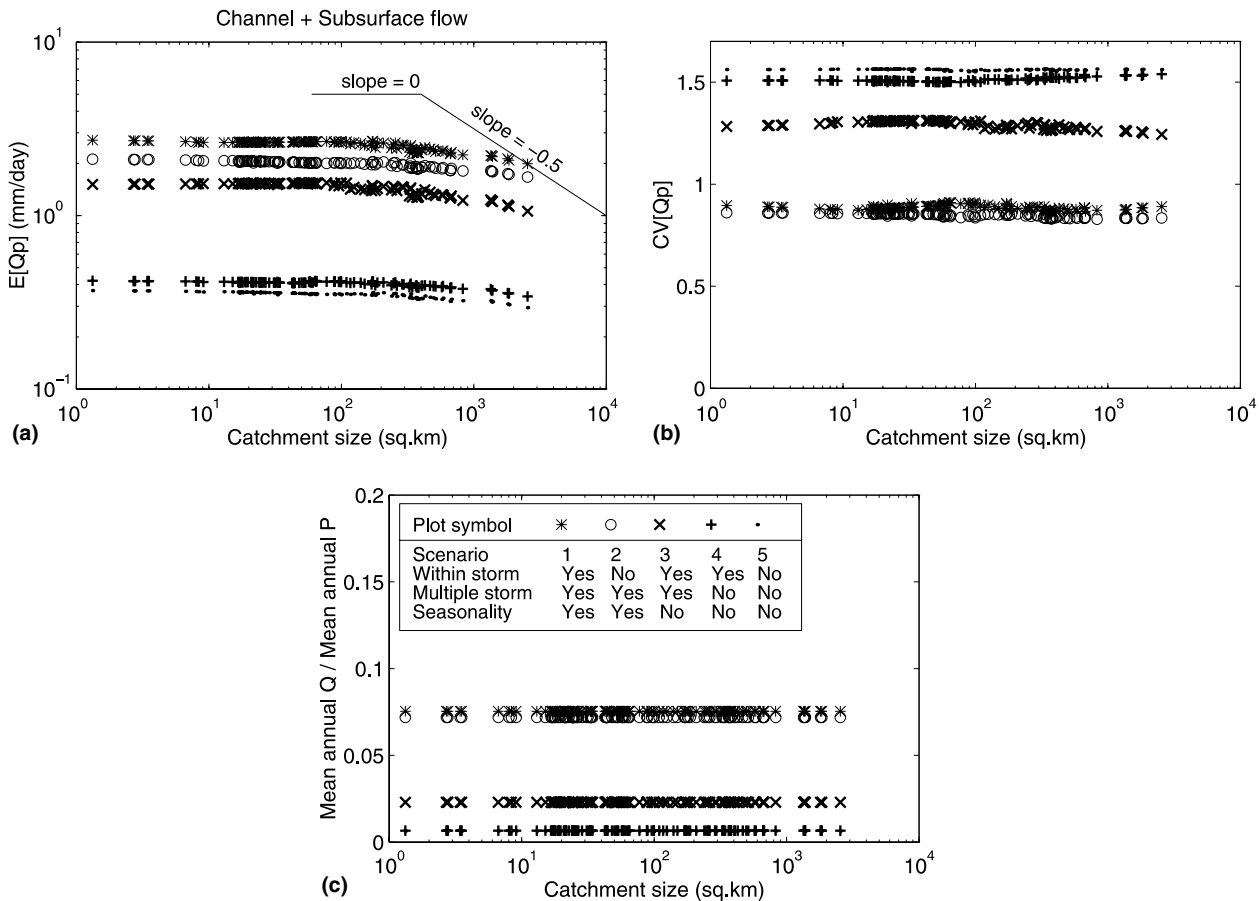 Channel + Subsurface flow
10^1
10^0
10^-1
E[Qp] (mm/day)
slope = 0
slope = -0.5
10^0 10^1 10^2 10^3 10^4
Catchment size (sq.km)
(a)
1.5
1
0.5
0
CV[Qp]
10^0 10^1 10^2 10^3 10^4
Catchment size (sq.km)
(b)
0.2
0.15
0.1
0.05
0
Mean annual Q / Mean annual P
Plot symbol
Scenario 1 2 3 4 5
Within storm Yes No Yes Yes No
Multiple storm Yes Yes Yes No No
Seasonality Yes Yes No No No
10^0 10^1 10^2 10^3 10^4
Catchment size (sq.km)
(c)